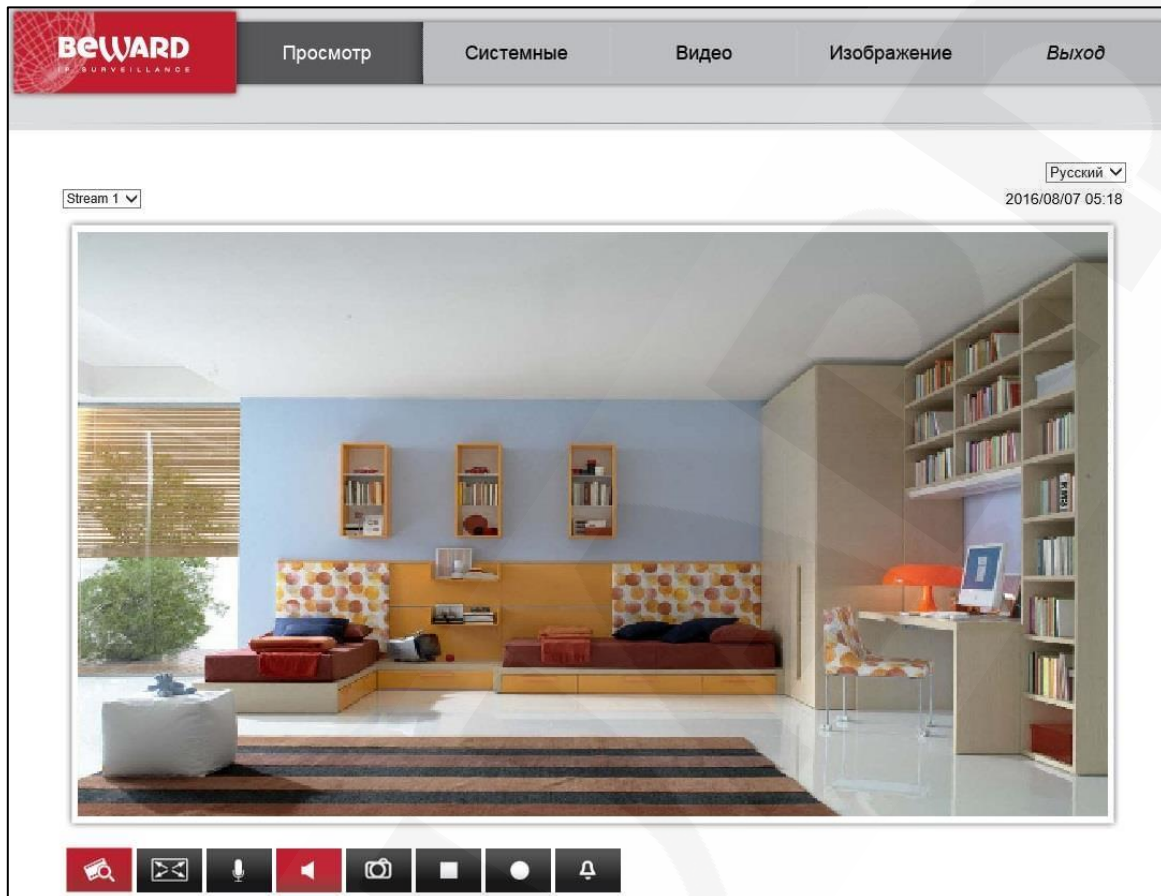 BEWARD
IP SURVEILLANCE
Просмотр
Системные
Видео
Изображение
Выход
Русский
Stream 1
2016/08/07 05:18